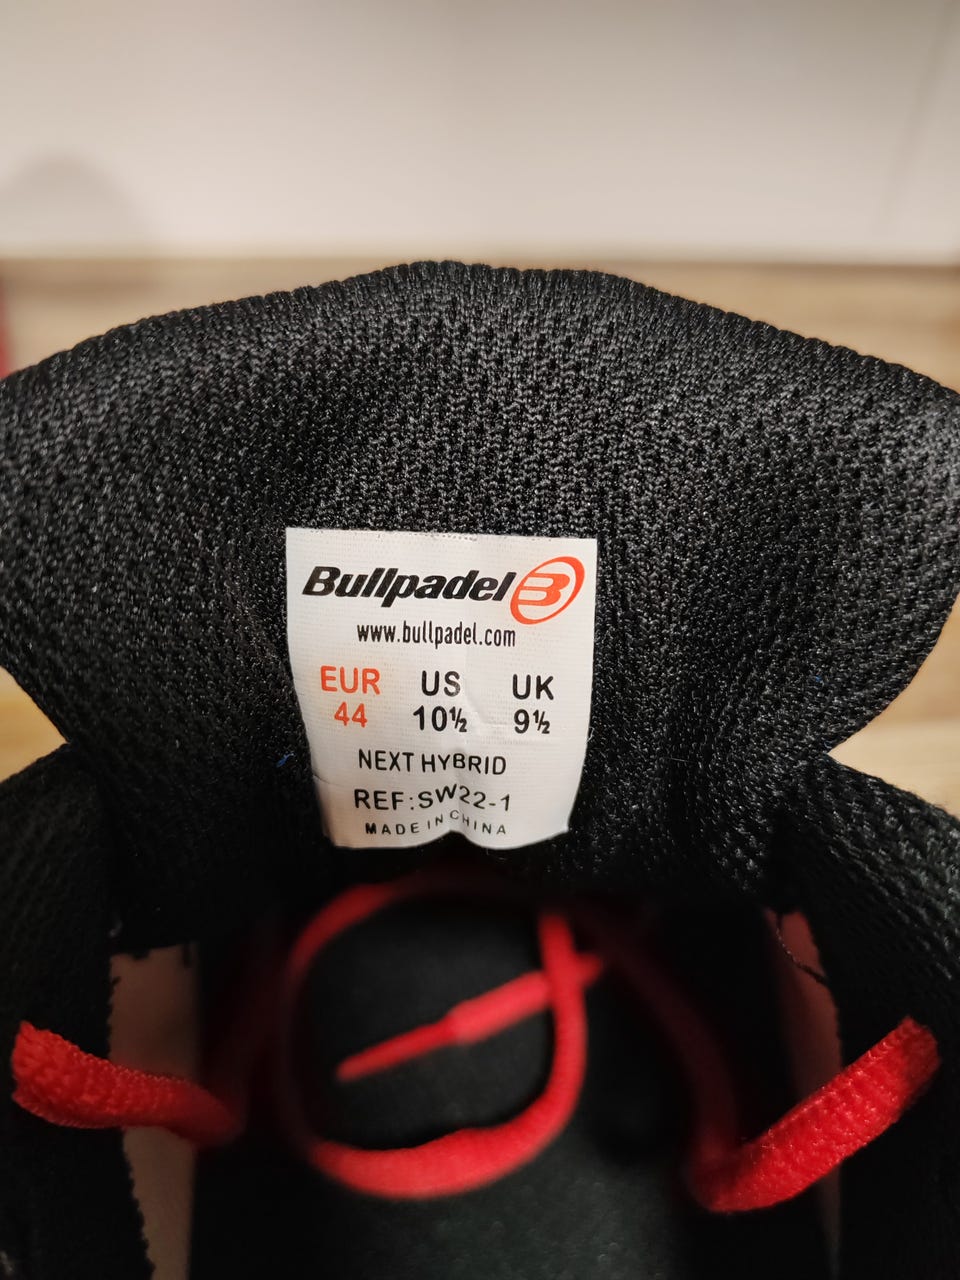 Bullpadel B
www.bullpadel.com
EUR US UK
44 10½ 9½
NEXT HYBRID
REF:SW22-1
MADE IN CHINA